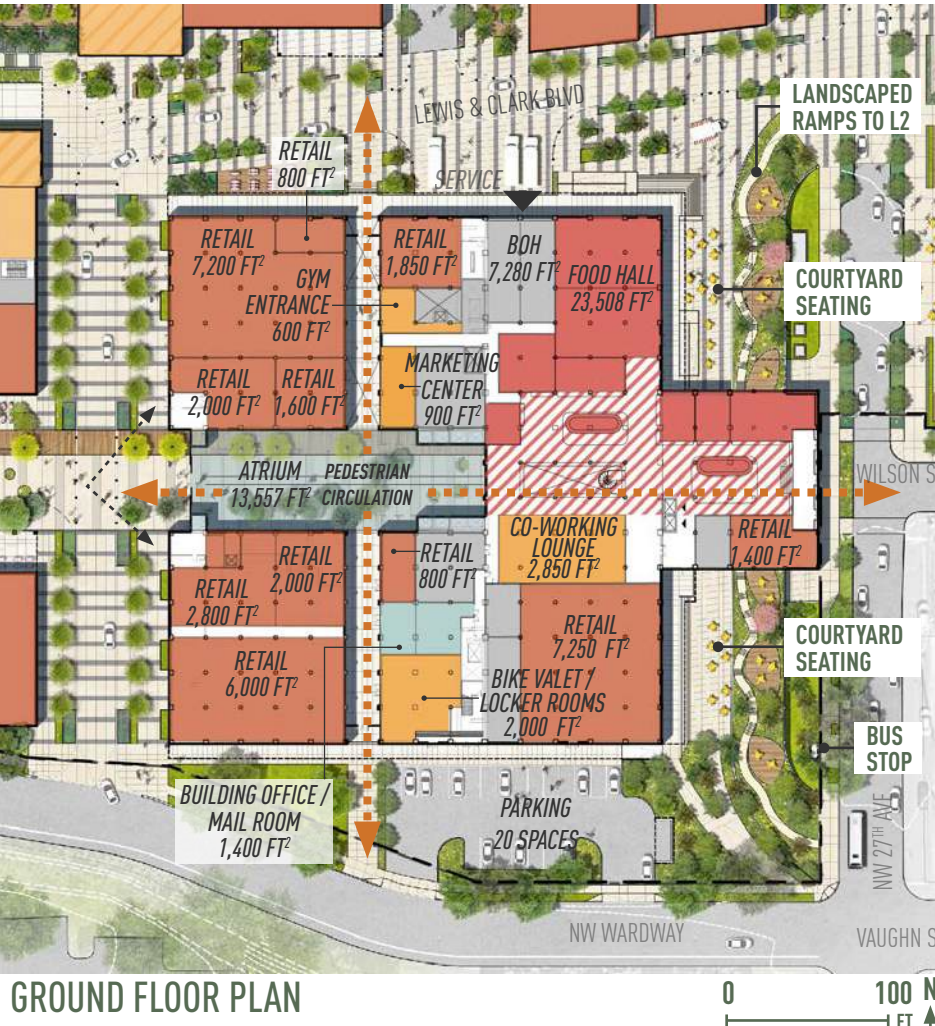 LANDSCAPED
RAMPS TO L2
LEWIS & CLARK BLVD
RETAIL
800 FT²
SERVICE
RETAIL
7,200 FT²
RETAIL
1,850 FT²
BOH
7,280 FT²
FOOD HALL
23,508 FT²
GYM
ENTRANCE
600 FT²
COURTYARD
SEATING
RETAIL
2,000 FT²
RETAIL
1,600 FT²
MARKETING
CENTER
900 FT²
ATRIUM
13,557 FT²
PEDESTRIAN
CIRCULATION
WILSON S
CO-WORKING
LOUNGE
2,850 FT²
RETAIL
1,400 FT²
RETAIL
2,000 FT²
RETAIL
800 FT²
RETAIL
2,800 FT²
RETAIL
7,250 FT²
COURTYARD
SEATING
RETAIL
6,000 FT²
BIKE VALET /
LOCKER ROOMS
2,000 FT²
BUS
STOP
BUILDING OFFICE /
MAIL ROOM
1,400 FT²
PARKING
20 SPACES
NW 27TH AVE
NW WARDWAY
VAUGHN S
GROUND FLOOR PLAN
0 100 N
FT